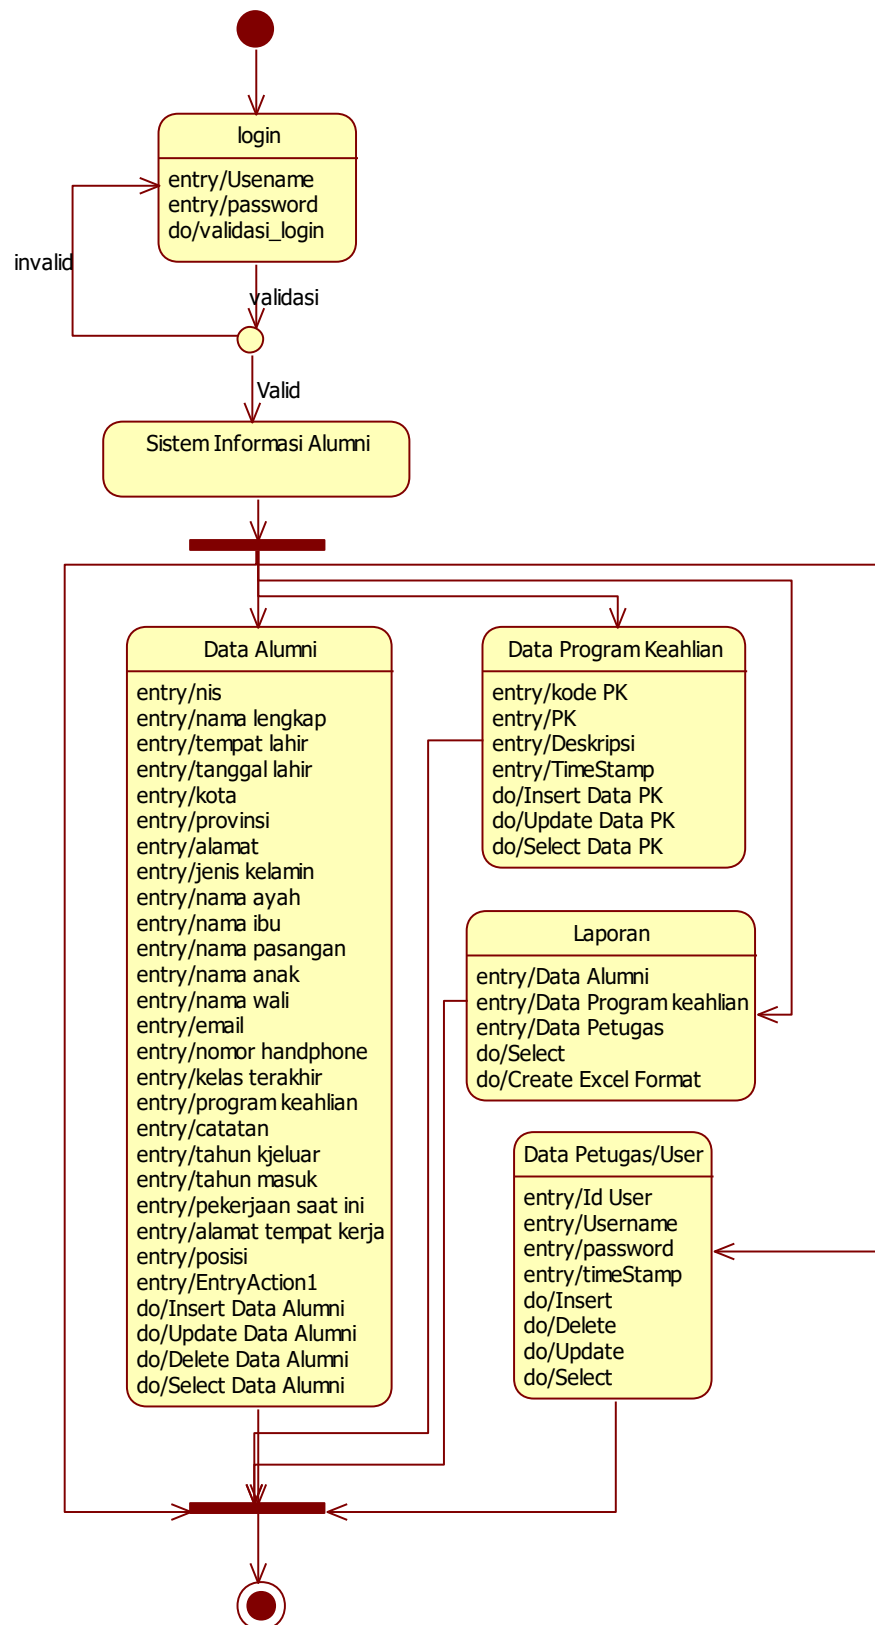 login
entry/Usename
entry/password
do/validasi_login
invalid
validasi
Valid
Sistem Informasi Alumni
Data Alumni
entry/nis
entry/nama lengkap
entry/tempat lahir
entry/tanggal lahir
entry/kota
entry/provinsi
entry/alamat
entry/jenis kelamin
entry/nama ayah
entry/nama ibu
entry/nama pasangan
entry/nama anak
entry/nama wali
entry/email
entry/nomor handphone
entry/kelas terakhir
entry/program keahlian
entry/catatan
entry/tahun kjeluar
entry/tahun masuk
entry/pekerjaan saat ini
entry/alamat tempat kerja
entry/posisi
entry/EntryAction1
do/Insert Data Alumni
do/Update Data Alumni
do/Delete Data Alumni
do/Select Data Alumni
Data Program Keahlian
entry/kode PK
entry/PK
entry/Deskripsi
entry/TimeStamp
do/Insert Data PK
do/Update Data PK
do/Select Data PK
Laporan
entry/Data Alumni
entry/Data Program keahlian
entry/Data Petugas
do/Select
do/Create Excel Format
Data Petugas/User
entry/Id User
entry/Username
entry/password
entry/timeStamp
do/Insert
do/Delete
do/Update
do/Select